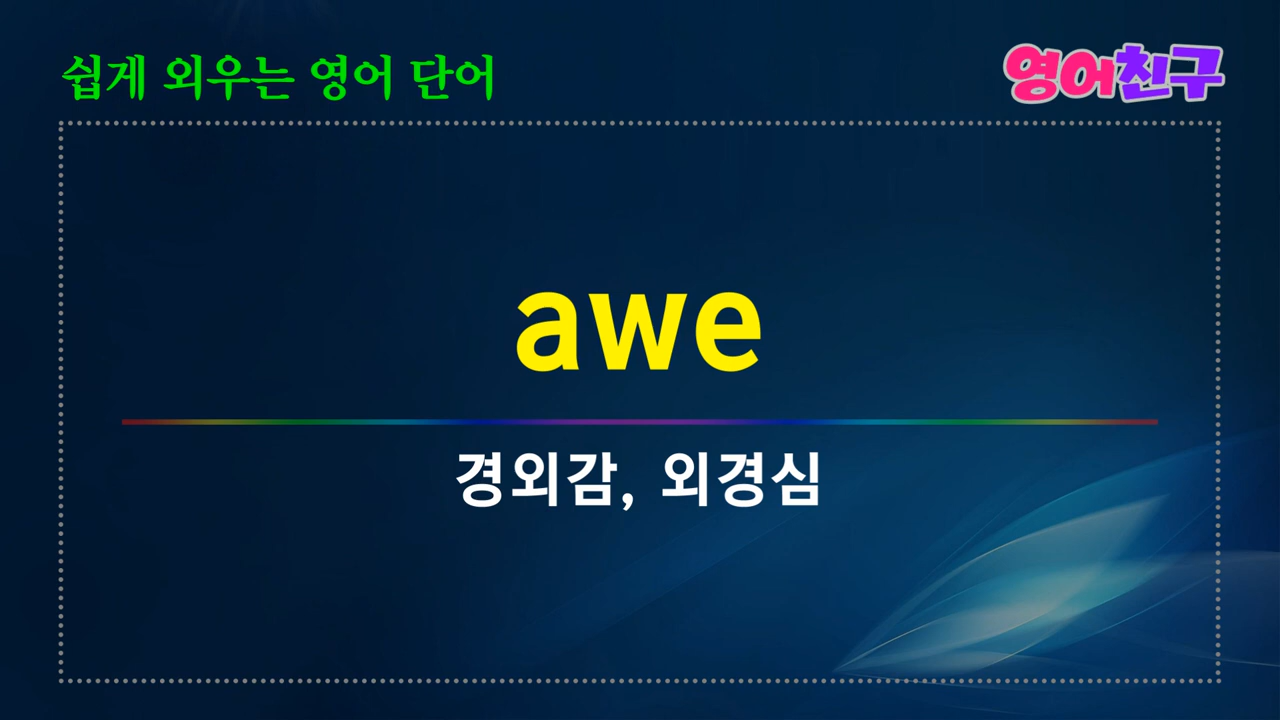 쉽게 외우는 영어 단어
영어친구
awe
경외감, 외경심